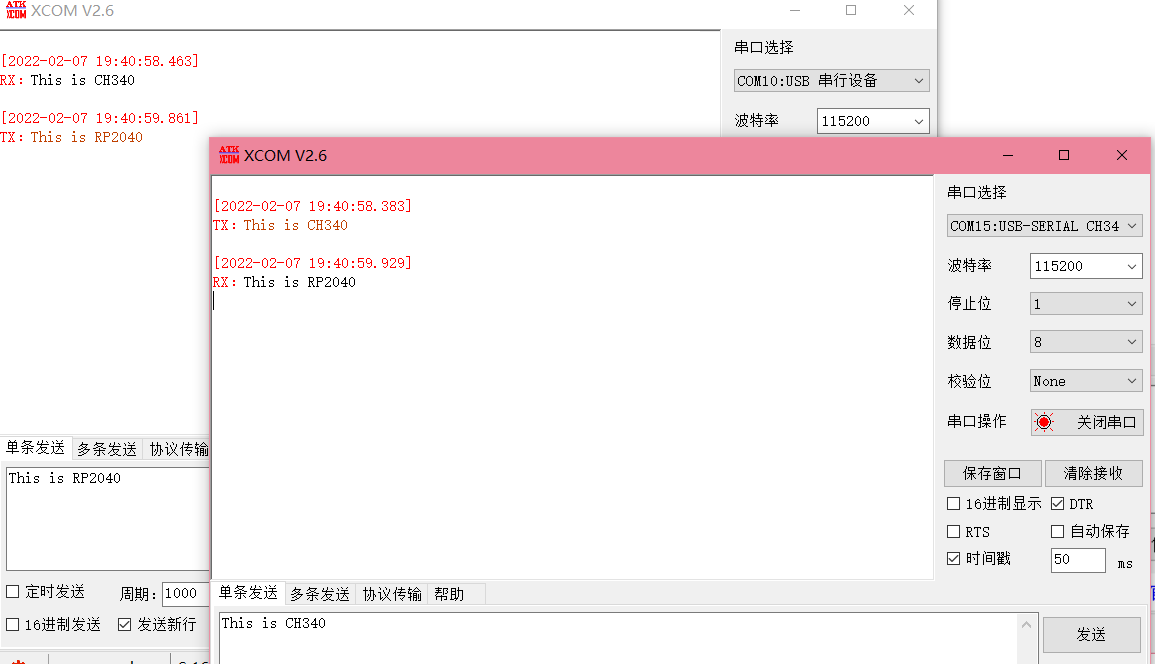 ATK XCOM XCOM V2.6
[2022-02-07 19:40:58.463]
RX：This is CH340
[2022-02-07 19:40:59.861]
TX：This is RP2040
串口选择
COM10:USB 串行设备
波特率 115200
ATK XCOM XCOM V2.6
[2022-02-07 19:40:58.383]
TX：This is CH340
[2022-02-07 19:40:59.929]
RX：This is RP2040
串口选择
COM15:USB-SERIAL CH34
波特率 115200
停止位 1
数据位 8
校验位 None
串口操作 关闭串口
保存窗口 清除接收
16进制显示 DTR
RTS 自动保存
时间戳 50 ms
单条发送 多条发送 协议传输
This is RP2040
定时发送 周期: 1000
16进制发送 发送新行
单条发送 多条发送 协议传输 帮助
This is CH340
发送